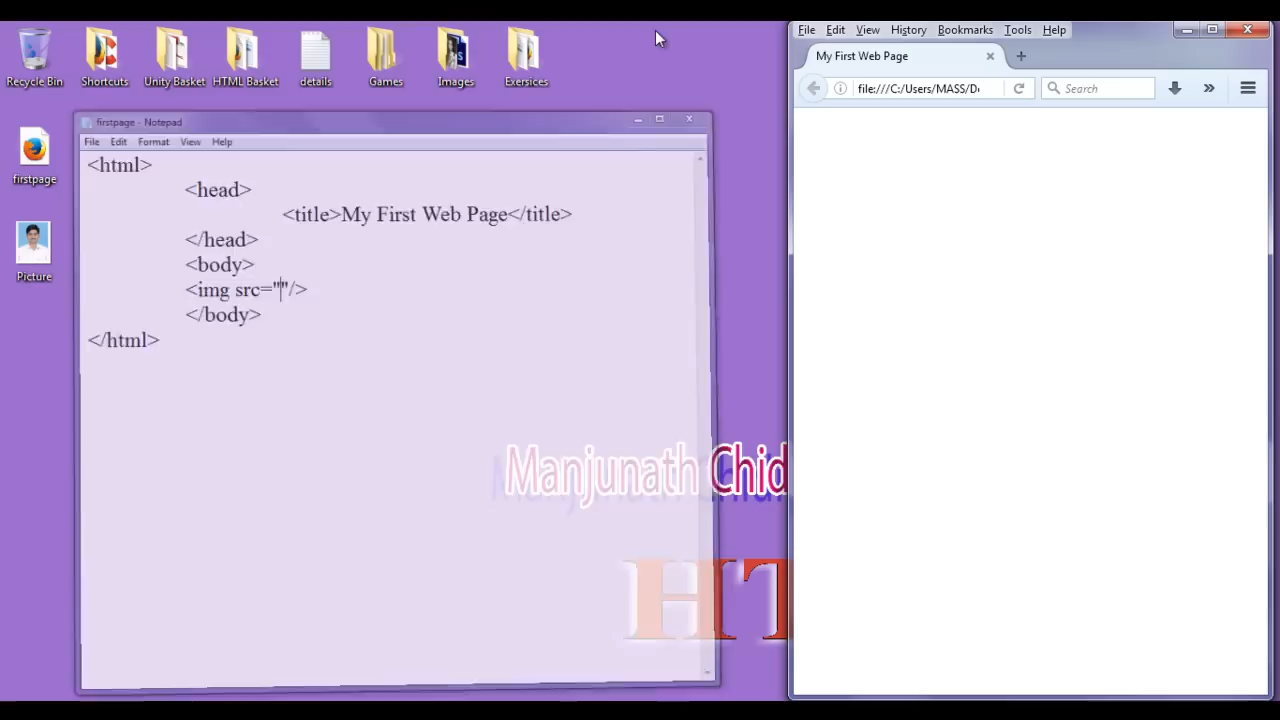 File Edit View History Bookmarks Tools Help
My First Web Page
file:///C:/Users/MASS/D
Search
Recycle Bin
Shortcuts
Unity Basket
HTML Basket
details
Games
Images
Exersices
firstpage
Picture
firstpage - Notepad
File Edit Format View Help
<html>
<head>
<title>My First Web Page</title>
</head>
<body>
<img src=""/>
</body>
</html>
Manjunath Chid
HT